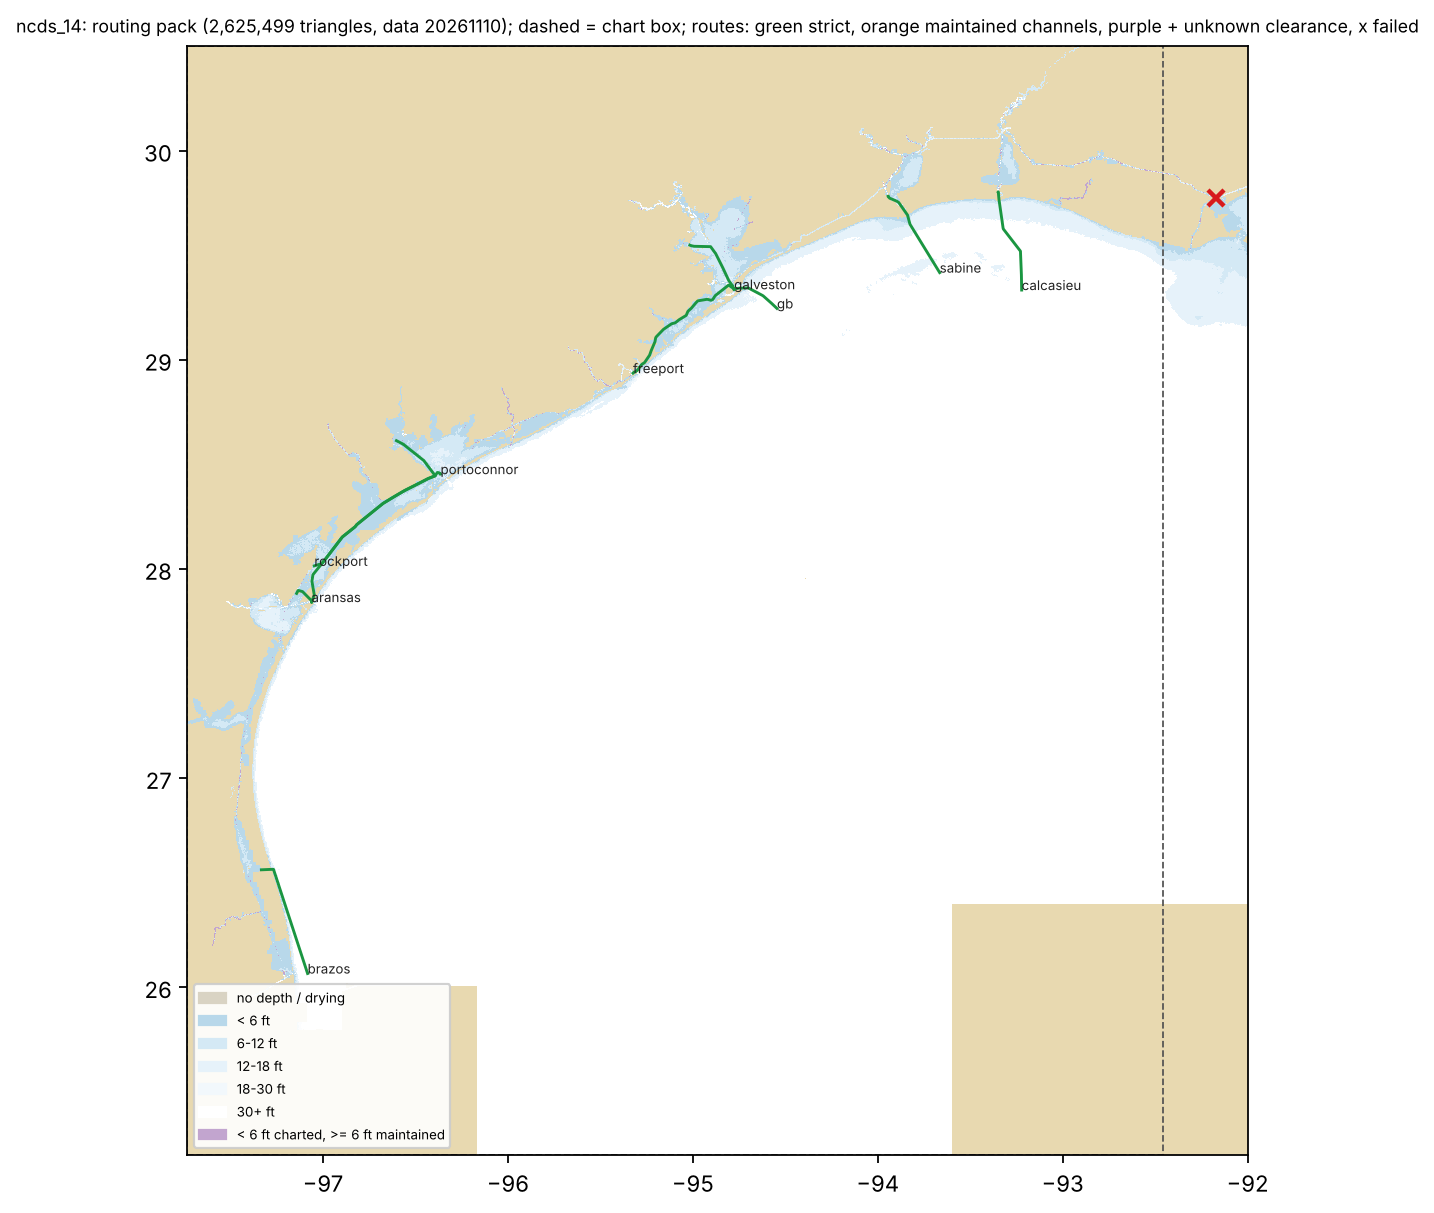 ncds_14: routing pack (2,625,499 triangles, data 20261110); dashed = chart box; routes: green strict, orange maintained channels, purple + unknown clearance, x failed
30
29
28
27
26
sabine
calcasieu
galveston
gb
freeport
portoconnor
rockport
aransas
brazos
no depth / drying
< 6 ft
6-12 ft
12-18 ft
18-30 ft
30+ ft
< 6 ft charted, >= 6 ft maintained
−97
−96
−95
−94
−93
−92